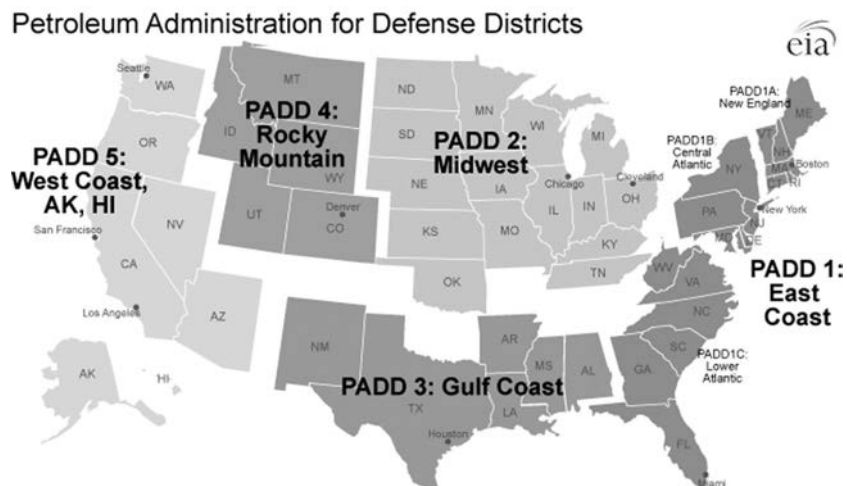 Petroleum Administration for Defense Districts
eia
Seattle
WA
MT
ND
MN
OR
ID
PADD 4:
Rocky
Mountain
WY
SD
WI
MI
PADD 2:
Midwest
PADD1A:
New England
ME
VT
NH
PADD1B:
Central
Atlantic
NY
MA
Boston
CT
RI
PADD 5:
West Coast,
AK, HI
NV
UT
Denver
CO
NE
IA
Chicago
Cleveland
IL
IN
OH
PA
New York
NJ
MD
DE
San Francisco
CA
KS
MO
KY
WV
VA
PADD 1:
East
Coast
Los Angeles
AZ
NM
OK
TN
NC
AR
SC
PADD1C:
Lower
Atlantic
AK
HI
PADD 3: Gulf Coast
MS
AL
GA
TX
LA
Houston
FL
Miami